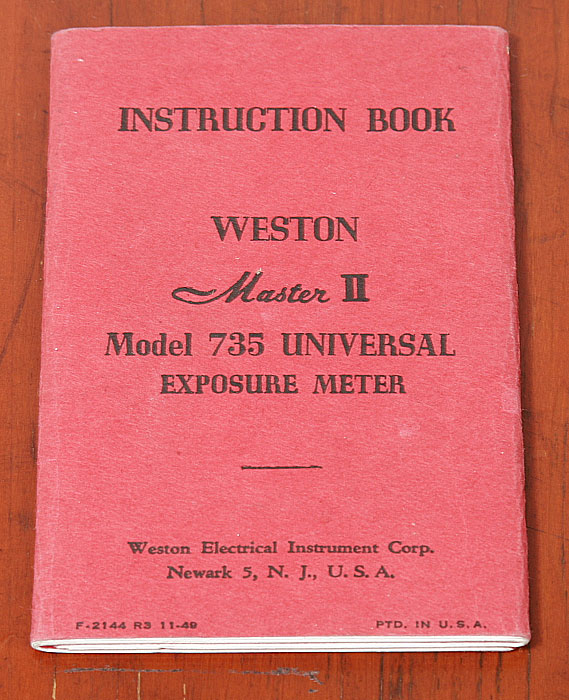 INSTRUCTION BOOK
WESTON
Master II
Model 735 UNIVERSAL
EXPOSURE METER
Weston Electrical Instrument Corp.
Newark 5, N. J., U. S. A.
F-2144 R3 11-49 PTD. IN U. S. A.